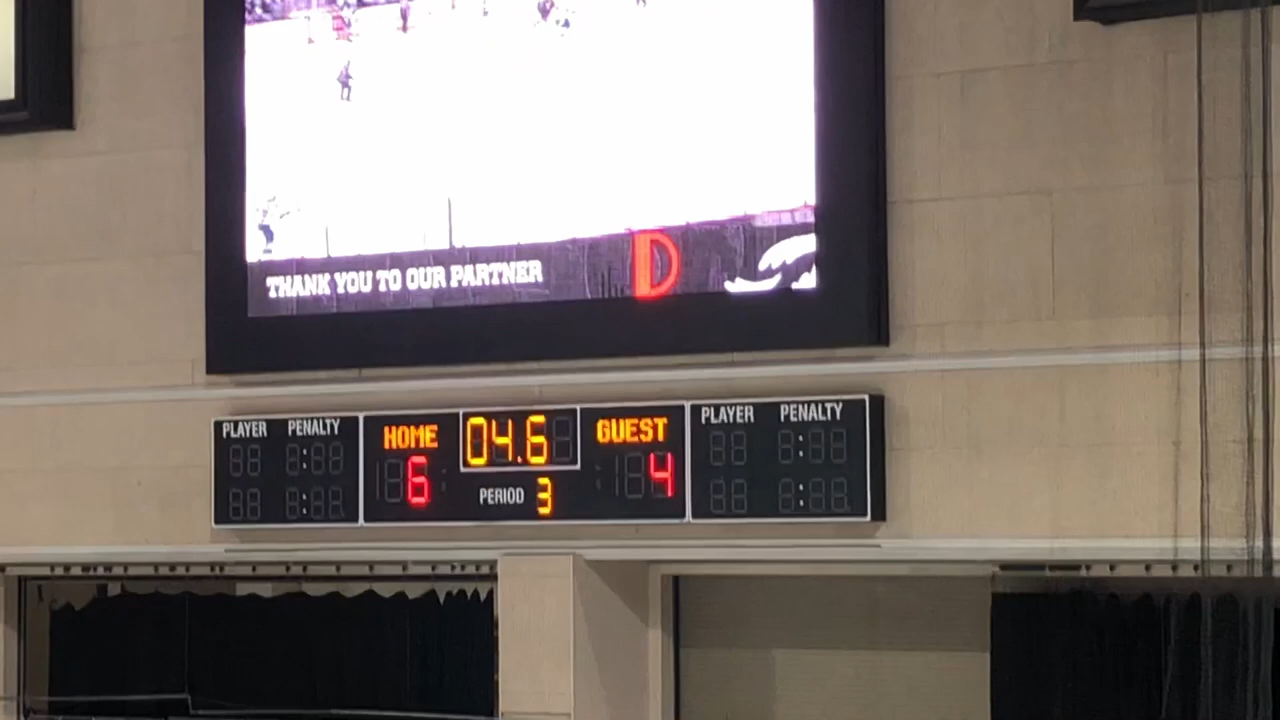 THANK YOU TO OUR PARTNER D
PLAYER PENALTY HOME 04.6 GUEST PLAYER PENALTY
6 PERIOD 3 4